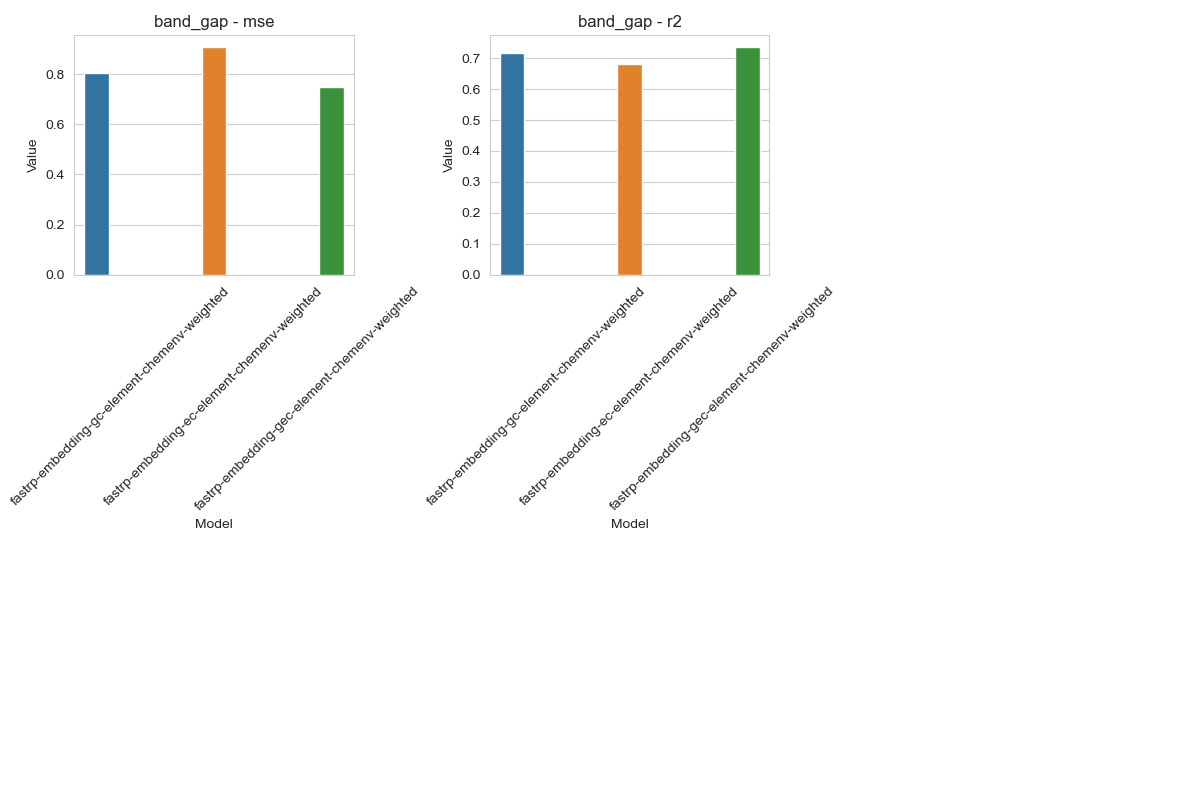 band_gap - mse
Value
0.8
0.6
0.4
0.2
0.0
fastrp-embedding-gc-element-chemenv-weighted
fastrp-embedding-ec-element-chemenv-weighted
fastrp-embedding-gec-element-chemenv-weighted
Model
band_gap - r2
Value
0.7
0.6
0.5
0.4
0.3
0.2
0.1
0.0
fastrp-embedding-gc-element-chemenv-weighted
fastrp-embedding-ec-element-chemenv-weighted
fastrp-embedding-gec-element-chemenv-weighted
Model